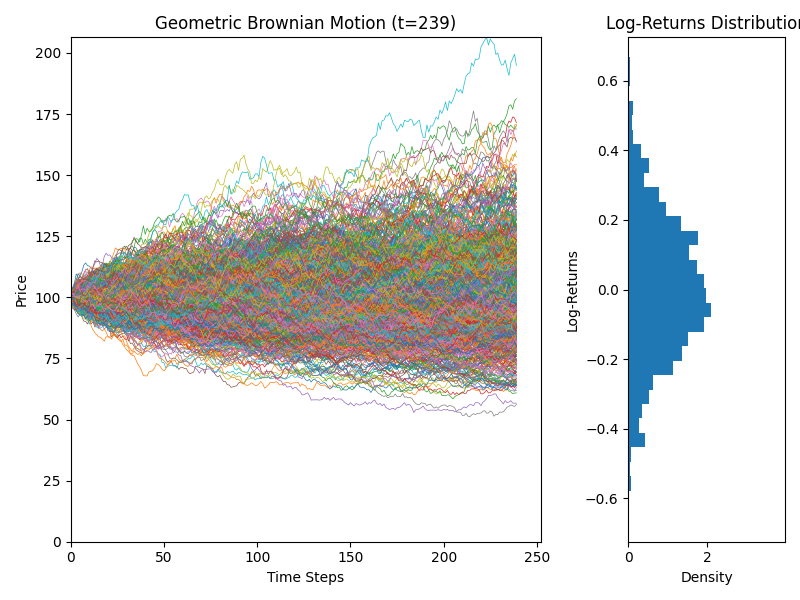 Geometric Brownian Motion (t=239)
200
175
150
125
100
75
50
25
0
Price
0 50 100 150 200 250
Time Steps
Log-Returns Distribution
0.6
0.4
0.2
0.0
−0.2
−0.4
−0.6
Log-Returns
0 2
Density